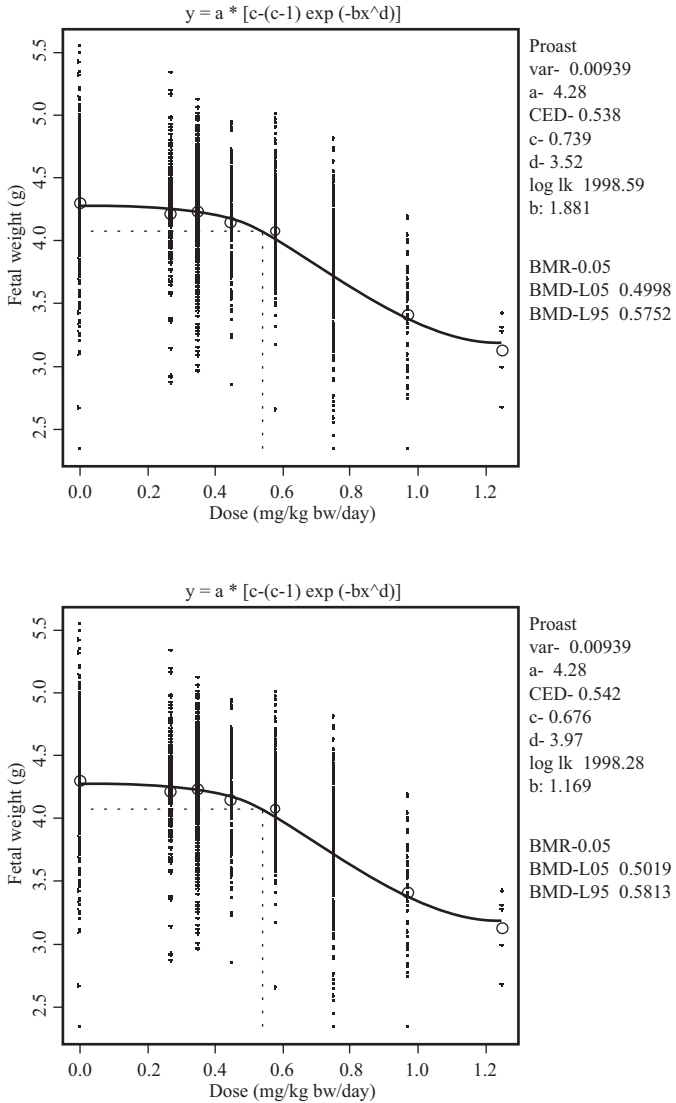 y = a * [c-(c-1) exp (-bx^d)]
5.5
5.0
4.5
4.0
3.5
3.0
2.5
Fetal weight (g)
0.0 0.2 0.4 0.6 0.8 1.0 1.2
Dose (mg/kg bw/day)
Proast
var- 0.00939
a- 4.28
CED- 0.538
c- 0.739
d- 3.52
log lk 1998.59
b: 1.881
BMR-0.05
BMD-L05 0.4998
BMD-L95 0.5752
y = a * [c-(c-1) exp (-bx^d)]
5.5
5.0
4.5
4.0
3.5
3.0
2.5
Fetal weight (g)
0.0 0.2 0.4 0.6 0.8 1.0 1.2
Dose (mg/kg bw/day)
Proast
var- 0.00939
a- 4.28
CED- 0.542
c- 0.676
d- 3.97
log lk 1998.28
b: 1.169
BMR-0.05
BMD-L05 0.5019
BMD-L95 0.5813